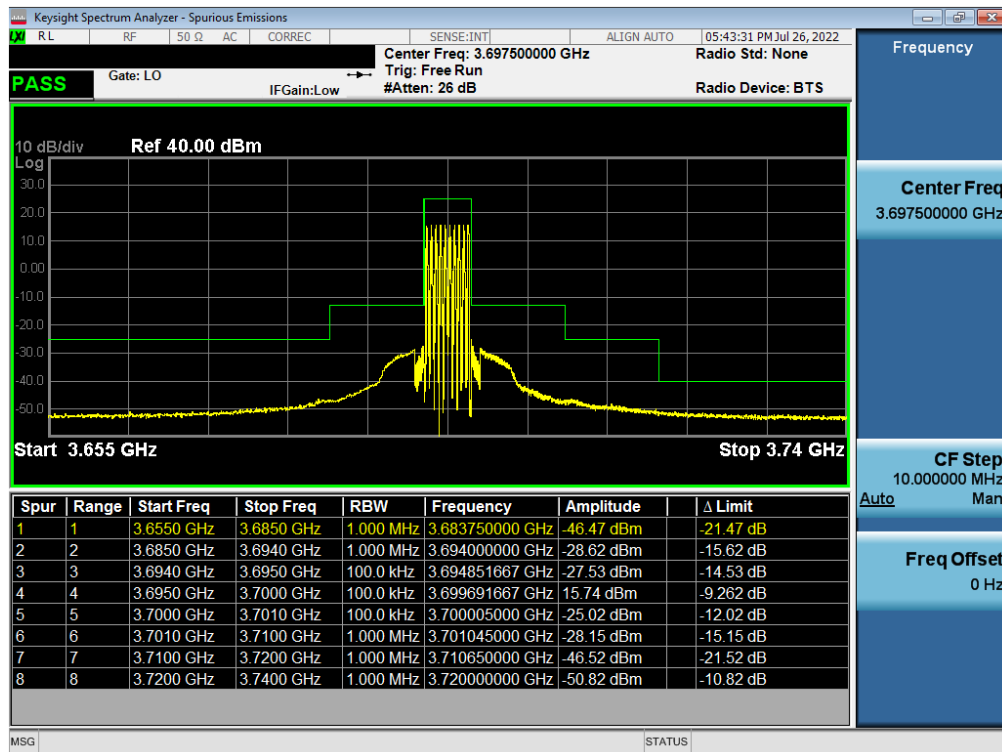 Keysight Spectrum Analyzer - Spurious Emissions
LXI RL RF 50 Ω AC CORREC SENSE:INT ALIGN AUTO 05:43:31 PM Jul 26, 2022
Center Freq: 3.697500000 GHz Radio Std: None
Gate: LO Trig: Free Run
PASS IFGain:Low #Atten: 26 dB Radio Device: BTS
Frequency
10 dB/div Ref 40.00 dBm
Log
30.0
20.0
10.0
0.00
-10.0
-20.0
-30.0
-40.0
-50.0
Start 3.655 GHz Stop 3.74 GHz
Center Freq
3.697500000 GHz
CF Step
10.000000 MHz
Auto Man
Freq Offset
0 Hz
Spur Range Start Freq Stop Freq RBW Frequency Amplitude Δ Limit
1 1 3.6550 GHz 3.6850 GHz 1.000 MHz 3.683750000 GHz -46.47 dBm -21.47 dB
2 2 3.6850 GHz 3.6940 GHz 1.000 MHz 3.694000000 GHz -28.62 dBm -15.62 dB
3 3 3.6940 GHz 3.6950 GHz 100.0 kHz 3.694851667 GHz -27.53 dBm -14.53 dB
4 4 3.6950 GHz 3.7000 GHz 100.0 kHz 3.699691667 GHz 15.74 dBm -9.262 dB
5 5 3.7000 GHz 3.7010 GHz 100.0 kHz 3.700005000 GHz -25.02 dBm -12.02 dB
6 6 3.7010 GHz 3.7100 GHz 1.000 MHz 3.701045000 GHz -28.15 dBm -15.15 dB
7 7 3.7100 GHz 3.7200 GHz 1.000 MHz 3.710650000 GHz -46.52 dBm -21.52 dB
8 8 3.7200 GHz 3.7400 GHz 1.000 MHz 3.720000000 GHz -50.82 dBm -10.82 dB
MSG STATUS